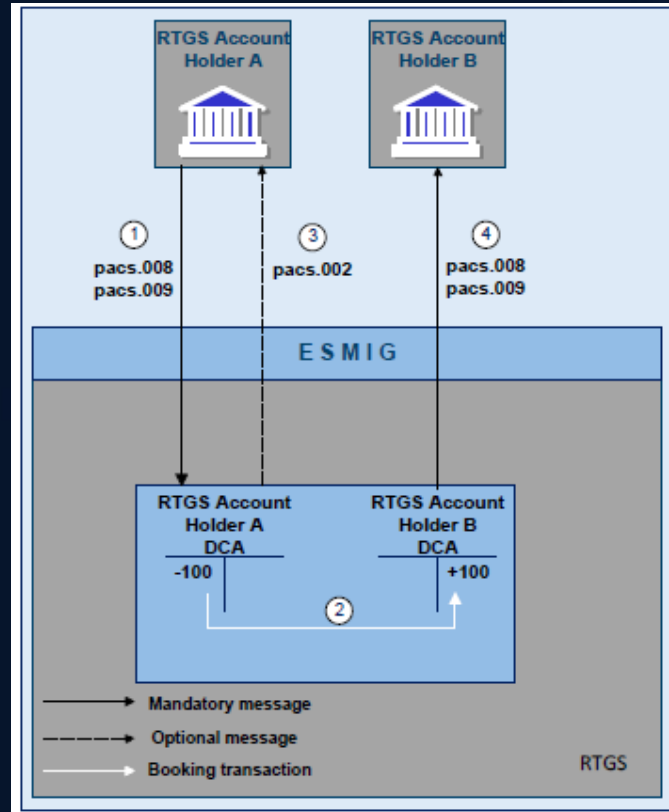 RTGS Account
Holder A
RTGS Account
Holder B
1
pacs.008
pacs.009
3
pacs.002
4
pacs.008
pacs.009
ESMIG
RTGS Account
Holder A
DCA
-100
RTGS Account
Holder B
DCA
+100
2
Mandatory message
Optional message
Booking transaction
RTGS